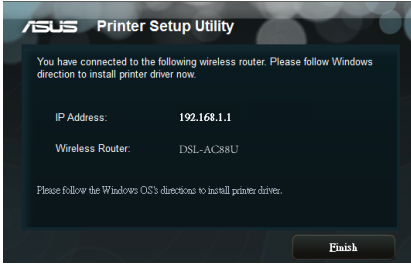 ASUS Printer Setup Utility
You have connected to the following wireless router. Please follow Windows
direction to install printer driver now.
IP Address: 192.168.1.1
Wireless Router: DSL-AC88U
Please follow the Windows OS's directions to install printer driver.
Finish